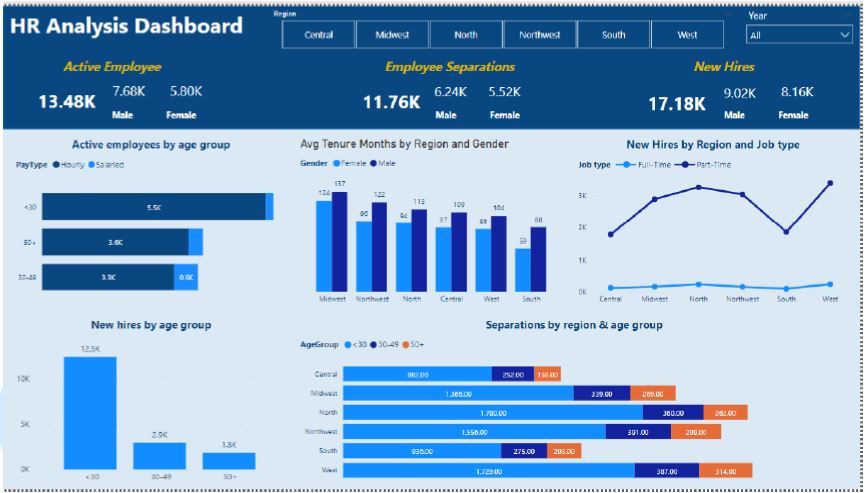 HR Analysis Dashboard
Region
Central Midwest North Northwest South West
Year
All
Active Employee
13.48K
7.68K 5.80K
Male Female
Employee Separations
11.76K
6.24K 5.52K
Male Female
New Hires
17.18K
9.02K 8.16K
Male Female
Active employees by age group
PayType Hourly Salaried
<30 5.5K
50+ 3.6K
30-49 3.3K 0.6K
Avg Tenure Months by Region and Gender
Gender Female Male
124 137 122 94 113 87 109 86 104 59 88
Midwest Northwest North Central West South
New Hires by Region and Job type
Job type Full-Time Part-Time
3K
2K
1K
0K
Central Midwest North Northwest South West
New hires by age group
12.5K
10K
5K
2.9K
1.8K
0K
<30 30-49 50+
Separations by region & age group
AgeGroup <30 30-49 50+
Central 882.00 252.00 158.00
Midwest 1,366.00 339.00 269.00
North 1,780.00 360.00 262.00
Northwest 1,556.00 391.00 299.00
South 936.00 275.00 203.00
West 1,729.00 387.00 314.00